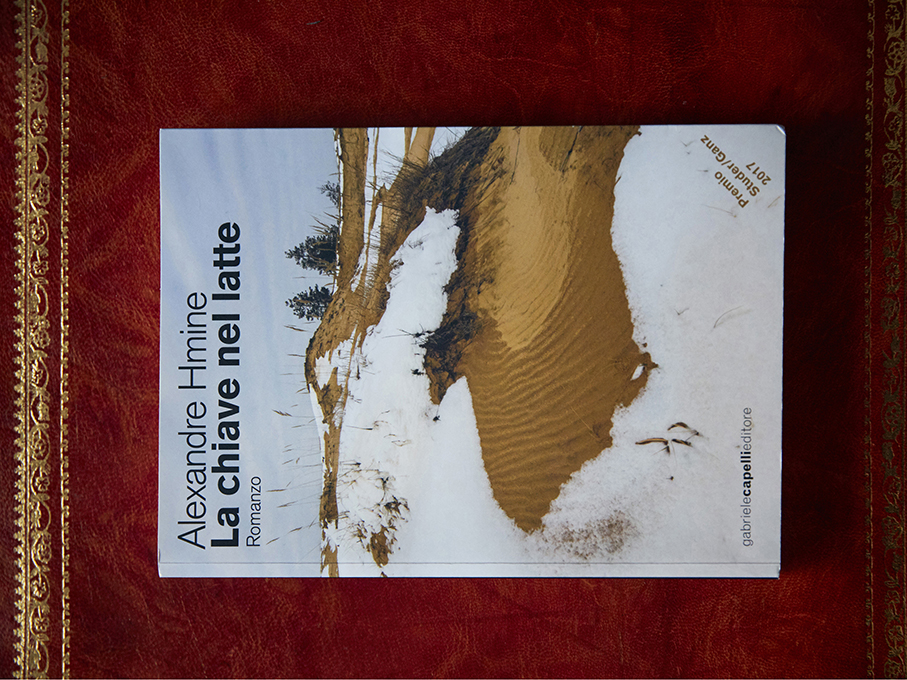 Alexandre Hmine
La chiave nel latte
Romanzo
Premio
Studer/Ganz
2017
gabrielecapellieditore